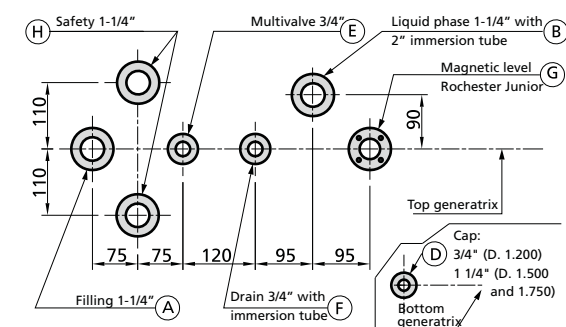 H
Safety 1-1/4”
Multivalve 3/4”
E
Liquid phase 1-1/4” with
2” immersion tube
B
Magnetic level
Rochester Junior
G
110
110
90
Top generatrix
75
75
120
95
95
Filling 1-1/4”
A
Drain 3/4” with
immersion tube
F
Cap:
D
3/4" (D. 1.200)
1 1/4" (D. 1.500
and 1.750)
Bottom
generatrix